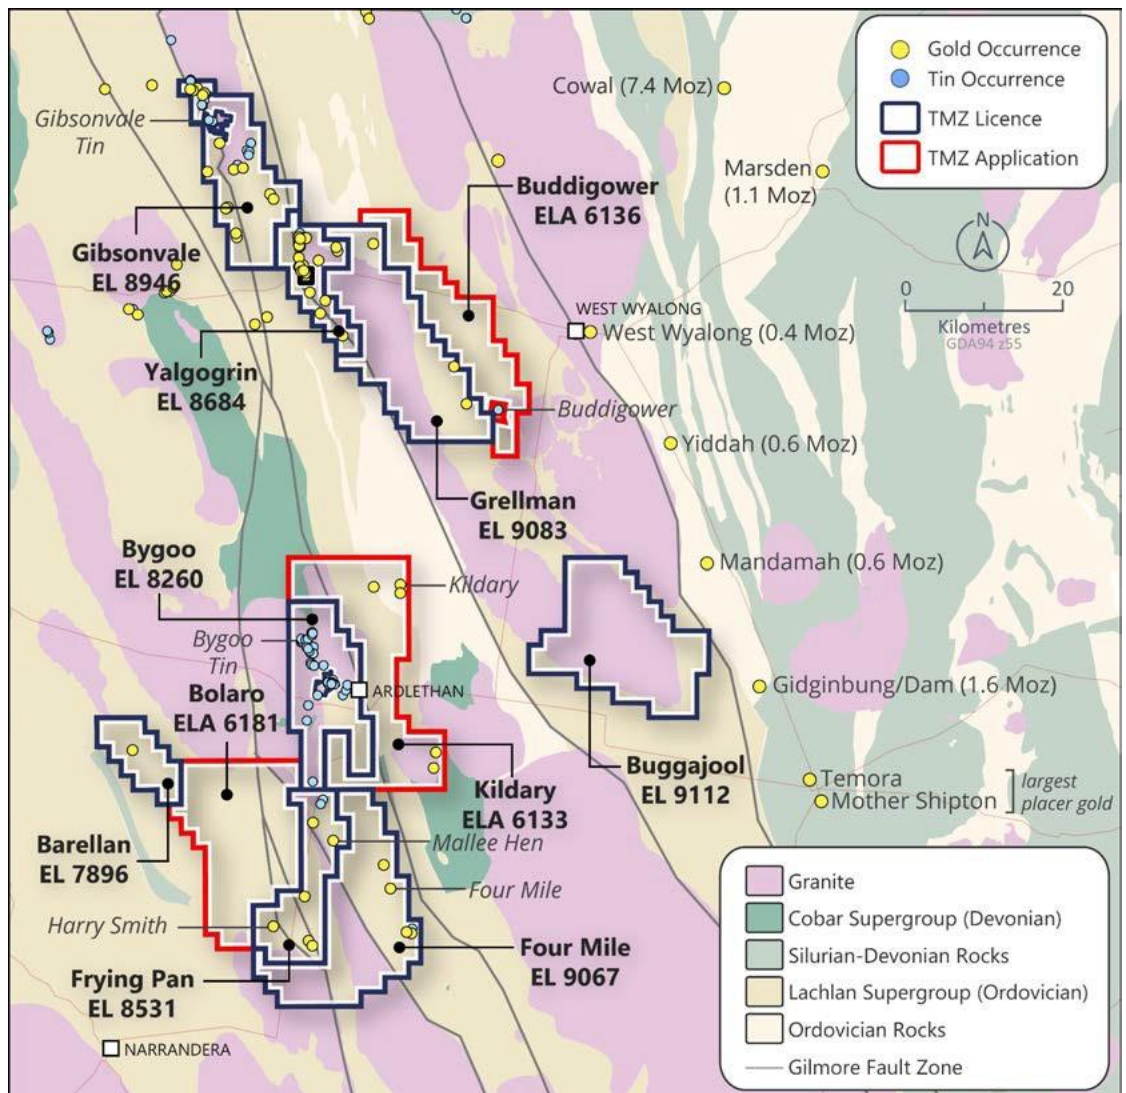 Gold Occurrence
Tin Occurrence
TMZ Licence
TMZ Application
Cowal (7.4 Moz)
Gibsonvale
Tin
Marsden
(1.1 Moz)
Buddigower
ELA 6136
N
Gibsonvale
EL 8946
0 20
Kilometres
GDA94 z55
WEST WYALONG
West Wyalong (0.4 Moz)
Yalgogrin
EL 8684
Buddigower
Yiddah (0.6 Moz)
Grellman
EL 9083
Bygoo
EL 8260
Mandamah (0.6 Moz)
Kildary
Bygoo
Tin
Bolaro
ELA 6181
ARDLETHAN
Gidginbung/Dam (1.6 Moz)
Buggajool
EL 9112
Temora
Mother Shipton
largest
placer gold
Kildary
ELA 6133
Barellan
EL 7896
Mallee Hen
Four Mile
Harry Smith
Four Mile
EL 9067
Frying Pan
EL 8531
NARRANDERA
Granite
Cobar Supergroup (Devonian)
Silurian-Devonian Rocks
Lachlan Supergroup (Ordovician)
Ordovician Rocks
Gilmore Fault Zone